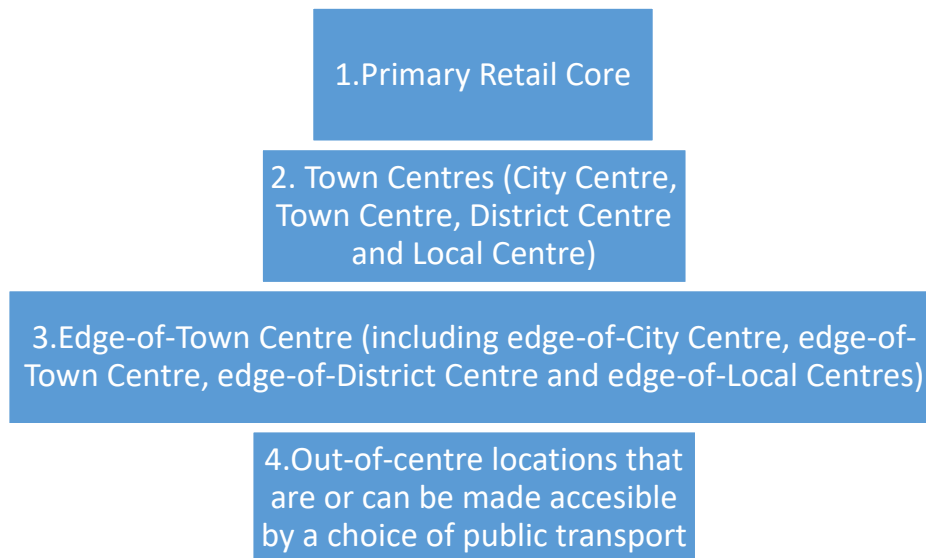 1.Primary Retail Core
2. Town Centres (City Centre,
Town Centre, District Centre
and Local Centre)
3.Edge-of-Town Centre (including edge-of-City Centre, edge-of-
Town Centre, edge-of-District Centre and edge-of-Local Centres)
4.Out-of-centre locations that
are or can be made accesible
by a choice of public transport